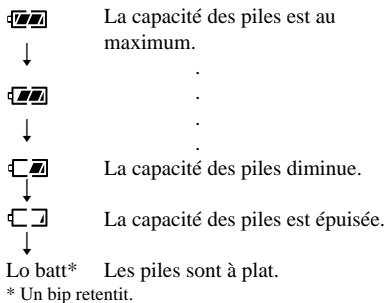 La capacité des piles est au
maximum.
.
.
.
.
La capacité des piles diminue.
La capacité des piles est épuisée.
Lo batt* Les piles sont à plat.
* Un bip retentit.